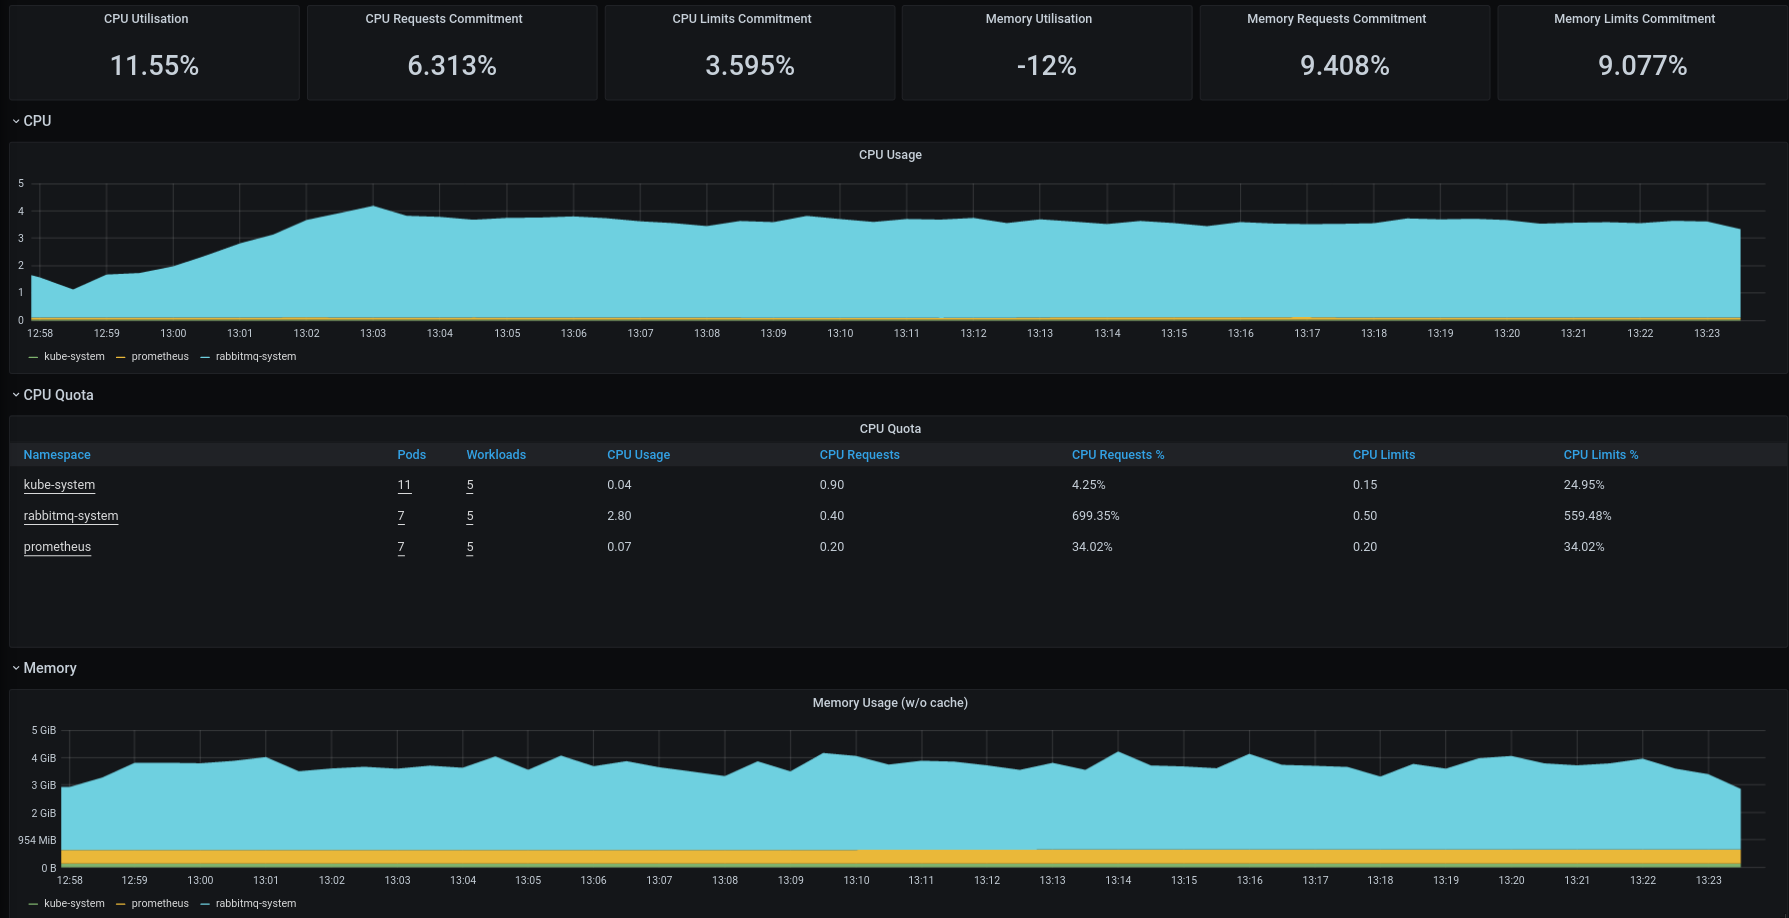 CPU Utilisation CPU Requests Commitment CPU Limits Commitment Memory Utilisation Memory Requests Commitment Memory Limits Commitment
11.55% 6.313% 3.595% -12% 9.408% 9.077%
CPU
CPU Usage
5
4
3
2
1
0
12:58 12:59 13:00 13:01 13:02 13:03 13:04 13:05 13:06 13:07 13:08 13:09 13:10 13:11 13:12 13:13 13:14 13:15 13:16 13:17 13:18 13:19 13:20 13:21 13:22 13:23
kube-system prometheus rabbitmq-system
CPU Quota
CPU Quota
Namespace Pods Workloads CPU Usage CPU Requests CPU Requests % CPU Limits CPU Limits %
kube-system 11 5 0.04 0.90 4.25% 0.15 24.95%
rabbitmq-system 7 5 2.80 0.40 699.35% 0.50 559.48%
prometheus 7 5 0.07 0.20 34.02% 0.20 34.02%
Memory
Memory Usage (w/o cache)
5 GiB
4 GiB
3 GiB
2 GiB
954 MiB
0 B
12:58 12:59 13:00 13:01 13:02 13:03 13:04 13:05 13:06 13:07 13:08 13:09 13:10 13:11 13:12 13:13 13:14 13:15 13:16 13:17 13:18 13:19 13:20 13:21 13:22 13:23
kube-system prometheus rabbitmq-system